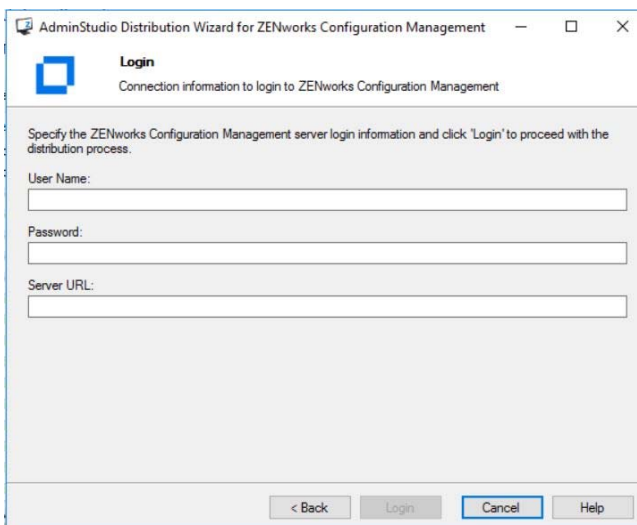 AdminStudio Distribution Wizard for ZENworks Configuration Management
Login
Connection information to login to ZENworks Configuration Management
Specify the ZENworks Configuration Management server login information and click 'Login' to proceed with the
distribution process.
User Name:
Password:
Server URL:
< Back Login Cancel Help